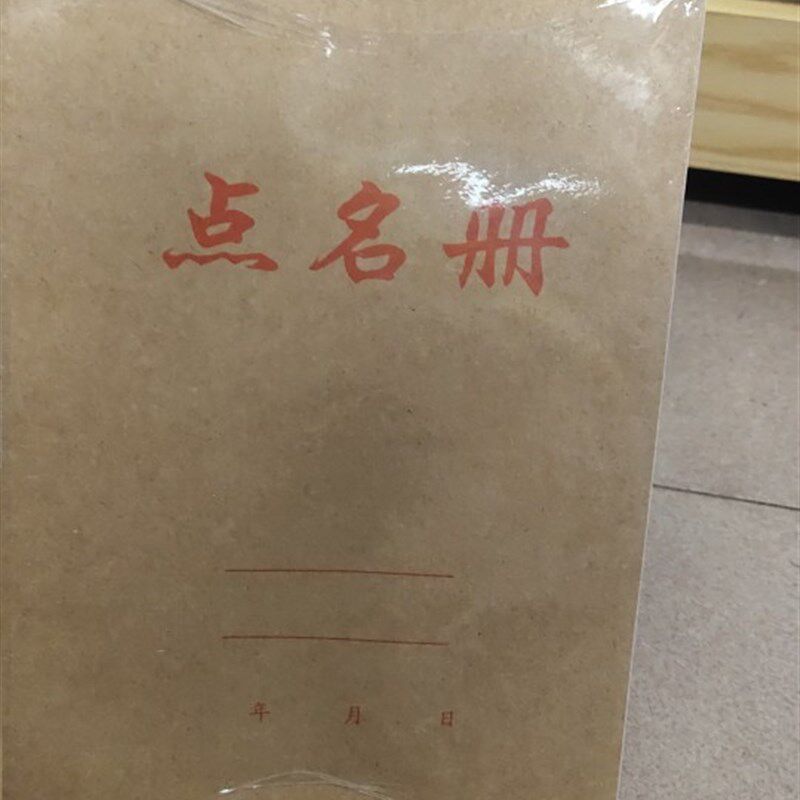 点名册
年 月 日